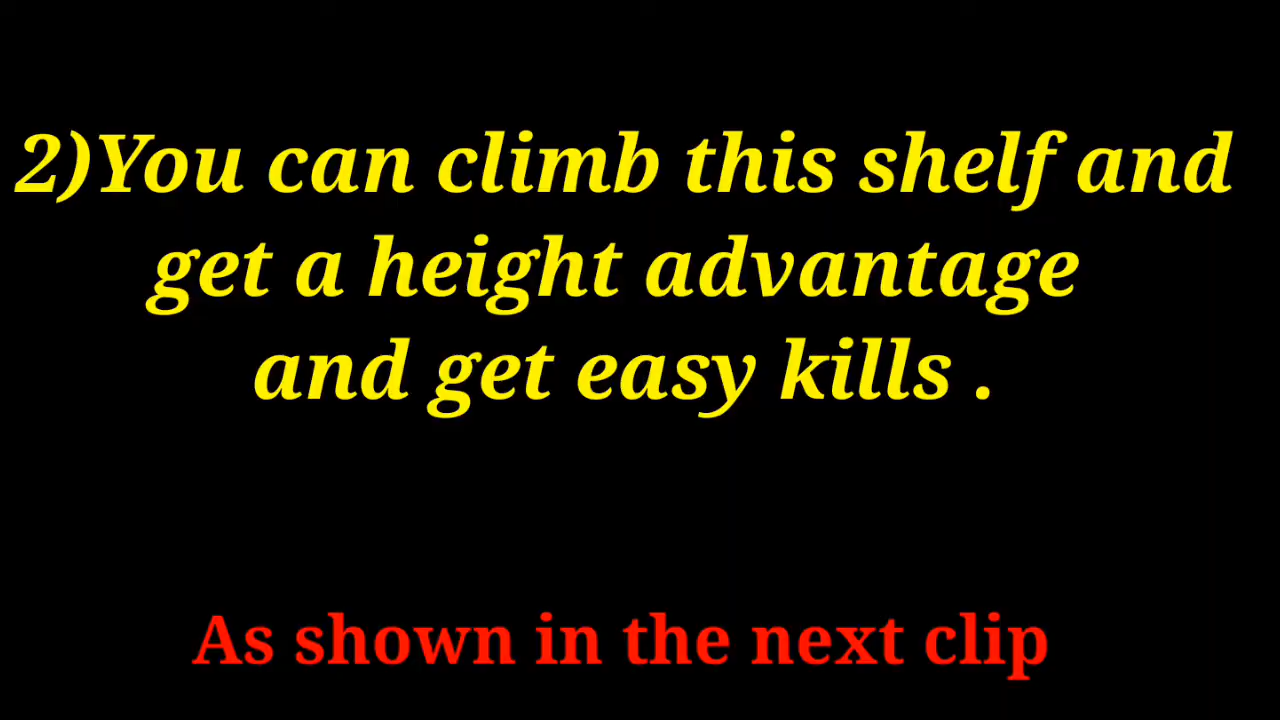 2)You can climb this shelf and
get a height advantage
and get easy kills .
As shown in the next clip